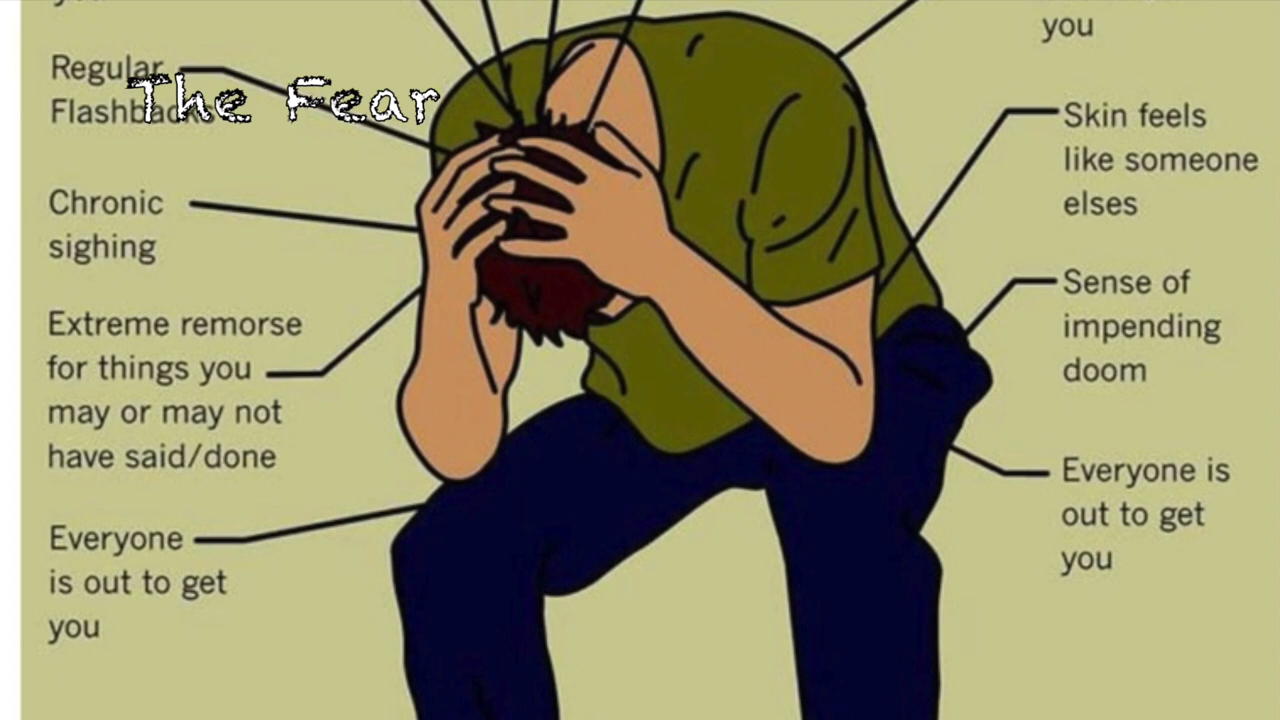 Regular
Flashbacks
The Fear
Chronic
sighing
Extreme remorse
for things you
may or may not
have said/done
Everyone
is out to get
you
you
Skin feels
like someone
elses
Sense of
impending
doom
Everyone is
out to get
you